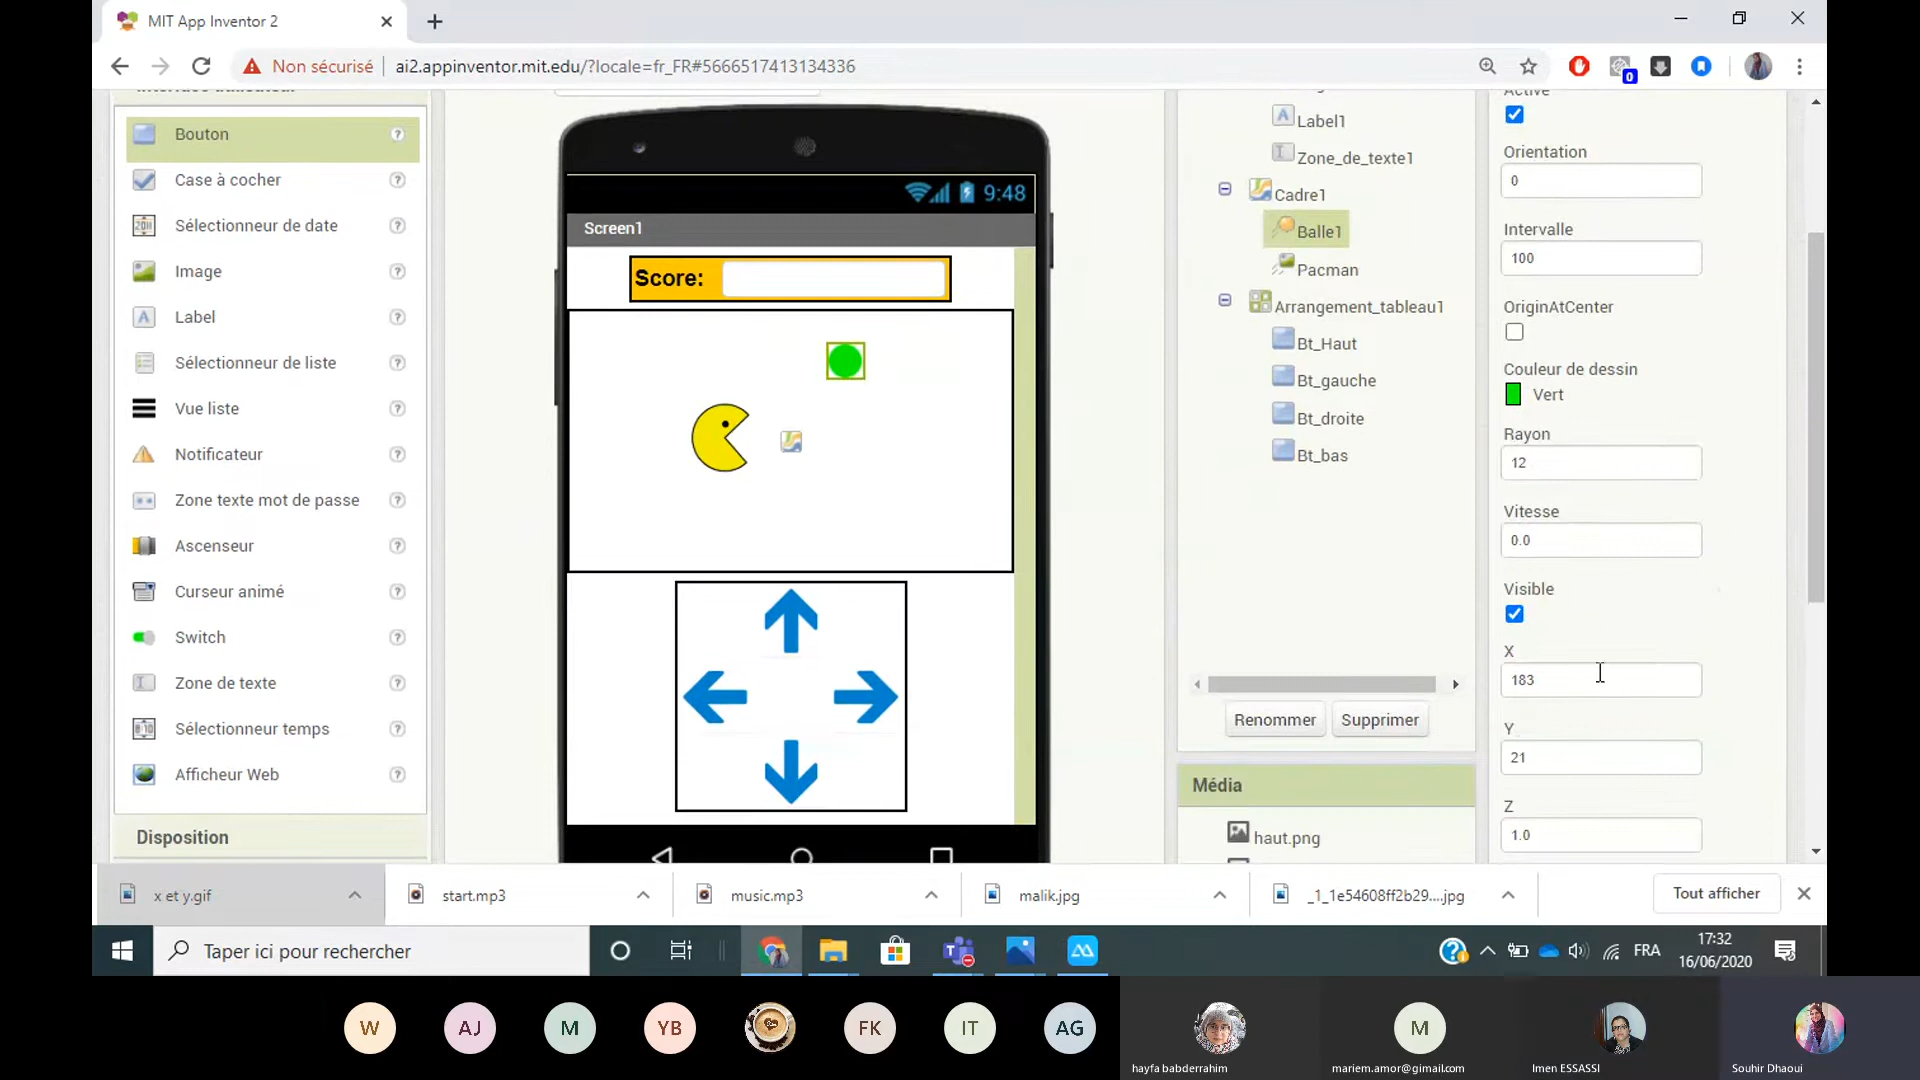 MIT App Inventor 2
Non sécurisé
ai2.appinventor.mit.edu/?locale=fr_FR#5666517413134336
0
Bouton
Case à cocher
Sélectionneur de date
Image
Label
Sélectionneur de liste
Vue liste
Notificateur
Zone texte mot de passe
Ascenseur
Curseur animé
Switch
Zone de texte
Sélectionneur temps
Afficheur Web
Disposition
9:48
Screen1
Score:
Label1
Zone_de_texte1
Cadre1
Balle1
Pacman
Arrangement_tableau1
Bt_Haut
Bt_gauche
Bt_droite
Bt_bas
Renommer
Supprimer
Média
haut.png
Active
Orientation
0
Intervalle
100
OriginAtCenter
Couleur de dessin
Vert
Rayon
12
Vitesse
0.0
Visible
X
183
Y
21
Z
1.0
x et y.gif
start.mp3
music.mp3
malik.jpg
_1_1e54608ff2b29....jpg
Tout afficher
Taper ici pour rechercher
FRA
17:32
16/06/2020
W
AJ
M
YB
FK
IT
AG
M
hayfa babderrahim
mariem.amor@gimail.com
Imen ESSASSI
Souhir Dhaoui